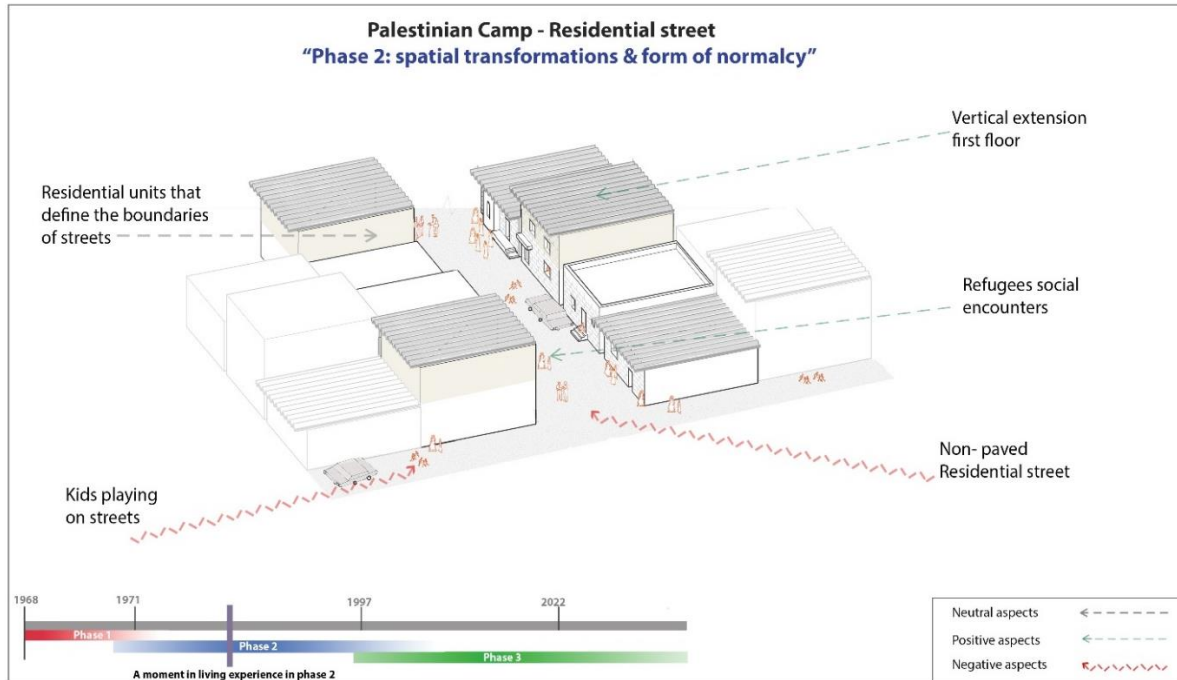 Palestinian Camp - Residential street
“Phase 2: spatial transformations & form of normalcy”
Vertical extension
first floor
Residential units that
define the boundaries
of streets
Refugees social
encounters
Non- paved
Residential street
Kids playing
on streets
1968
1971
1997
2022
Phase 1
Phase 2
Phase 3
A moment in living experience in phase 2
Neutral aspects
Positive aspects
Negative aspects